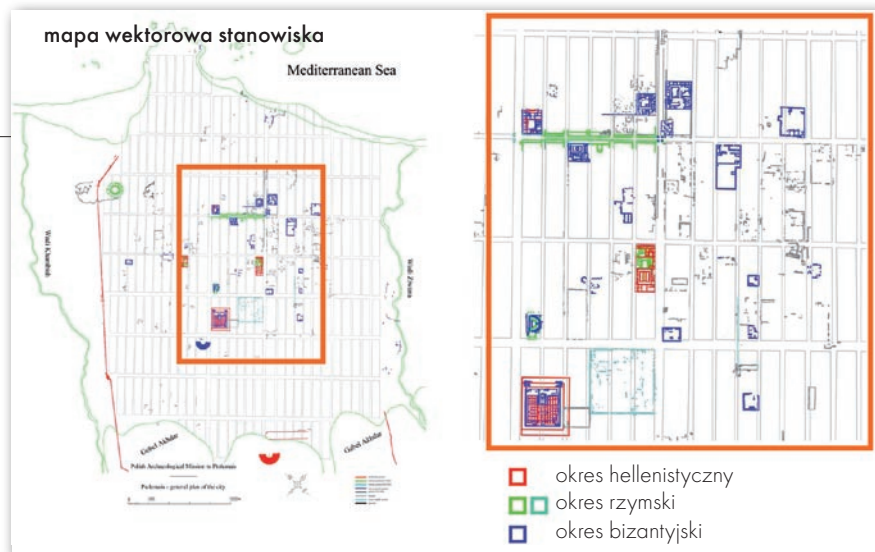 mapa wektorowa stanowiska
Mediterranean Sea
Wadi Khambish
Wadi Ziwana
Gebel Akhdar
Gebel Akhdar
Polish Archaeological Mission to Ptolemais
Ptolemais - general plan of the city
okres hellenistyczny
okres rzymski
okres bizantyjski